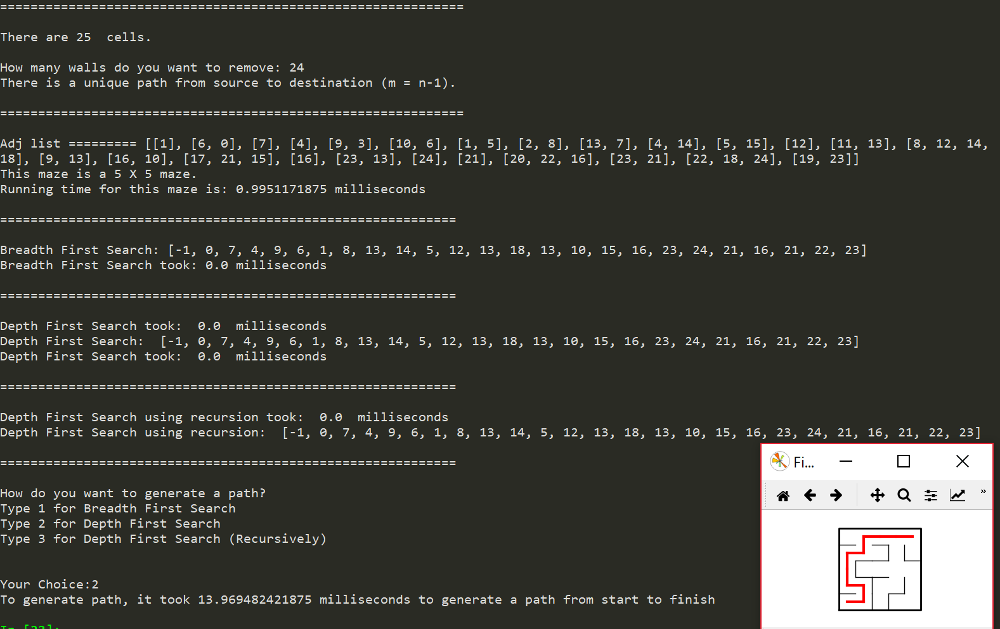 =============================================================
There are 25  cells.
How many walls do you want to remove: 24
There is a unique path from source to destination (m = n-1).
=============================================================
Adj list ========= [[1], [6, 0], [7], [4], [9, 3], [10, 6], [1, 5], [2, 8], [13, 7], [4, 14], [5, 15], [12], [11, 13], [8, 12, 14,
18], [9, 13], [16, 10], [17, 21, 15], [16], [23, 13], [24], [21], [20, 22, 16], [23, 21], [22, 18, 24], [19, 23]]
This maze is a 5 X 5 maze.
Running time for this maze is: 0.9951171875 milliseconds
============================================================
Breadth First Search: [-1, 0, 7, 4, 9, 6, 1, 8, 13, 14, 5, 12, 13, 18, 13, 10, 15, 16, 23, 24, 21, 16, 21, 22, 23]
Breadth First Search took: 0.0 milliseconds
============================================================
Depth First Search took:  0.0  milliseconds
Depth First Search:  [-1, 0, 7, 4, 9, 6, 1, 8, 13, 14, 5, 12, 13, 18, 13, 10, 15, 16, 23, 24, 21, 16, 21, 22, 23]
Depth First Search took:  0.0  milliseconds
============================================================
Depth First Search using recursion took:  0.0  milliseconds
Depth First Search using recursion:  [-1, 0, 7, 4, 9, 6, 1, 8, 13, 14, 5, 12, 13, 18, 13, 10, 15, 16, 23, 24, 21, 16, 21, 22, 23]
============================================================
Fi...
How do you want to generate a path?
Type 1 for Breadth First Search
Type 2 for Depth First Search
Type 3 for Depth First Search (Recursively)
Your Choice:2
To generate path, it took 13.969482421875 milliseconds to generate a path from start to finish